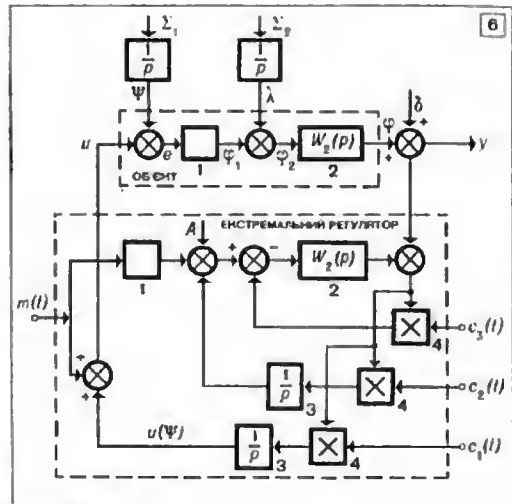 6
Σ₁ Σ₂
1/p 1/p
Ψ λ δ
u e 1 φ₁ φ₂ W₂(p) 2 φ + + y
ОБ'ЄКТ
ЕКСТРЕМАЛЬНИЙ РЕГУЛЯТОР
A
1 + − W₂(p) 2
m(t)
4 c₃(t)
+ +
1/p 3 4 c₂(t)
u(Ψ) 1/p 3 4 c₁(t)